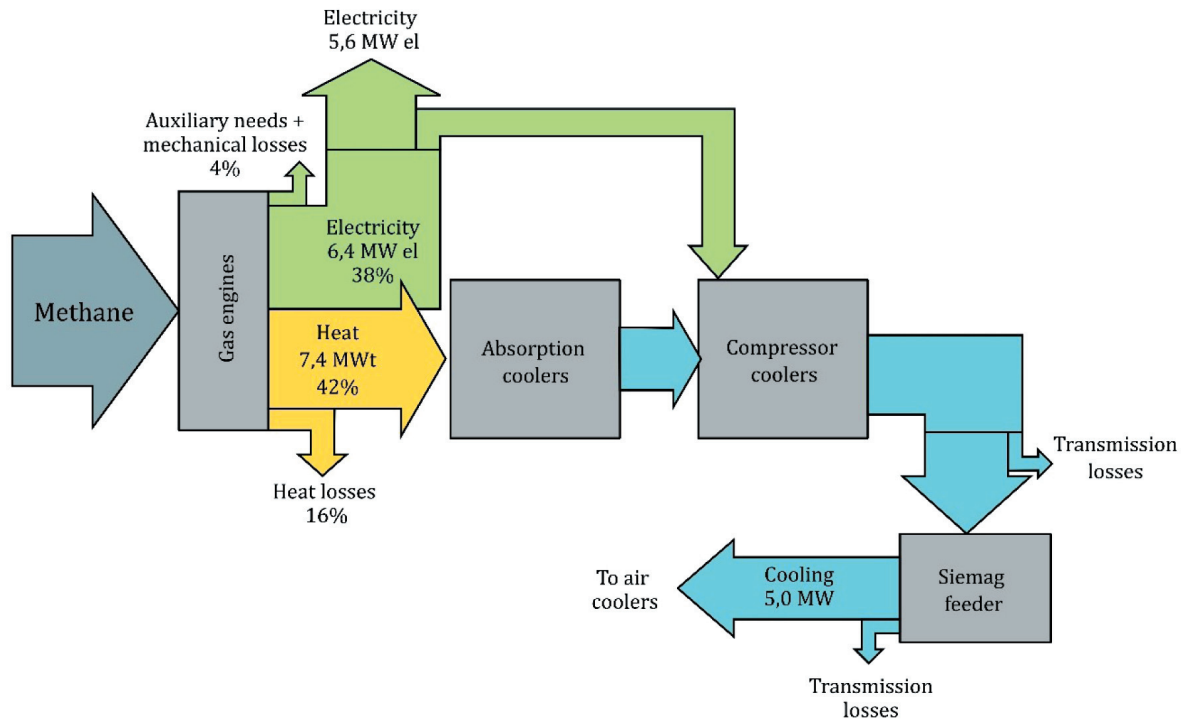 Electricity
5,6 MW el
Auxiliary needs +
mechanical losses
4%
Electricity
6,4 MW el
38%
Methane
Gas engines
Heat
7,4 MWt
42%
Absorption
coolers
Compressor
coolers
Heat losses
16%
Transmission
losses
To air
coolers
Cooling
5,0 MW
Siemag
feeder
Transmission
losses